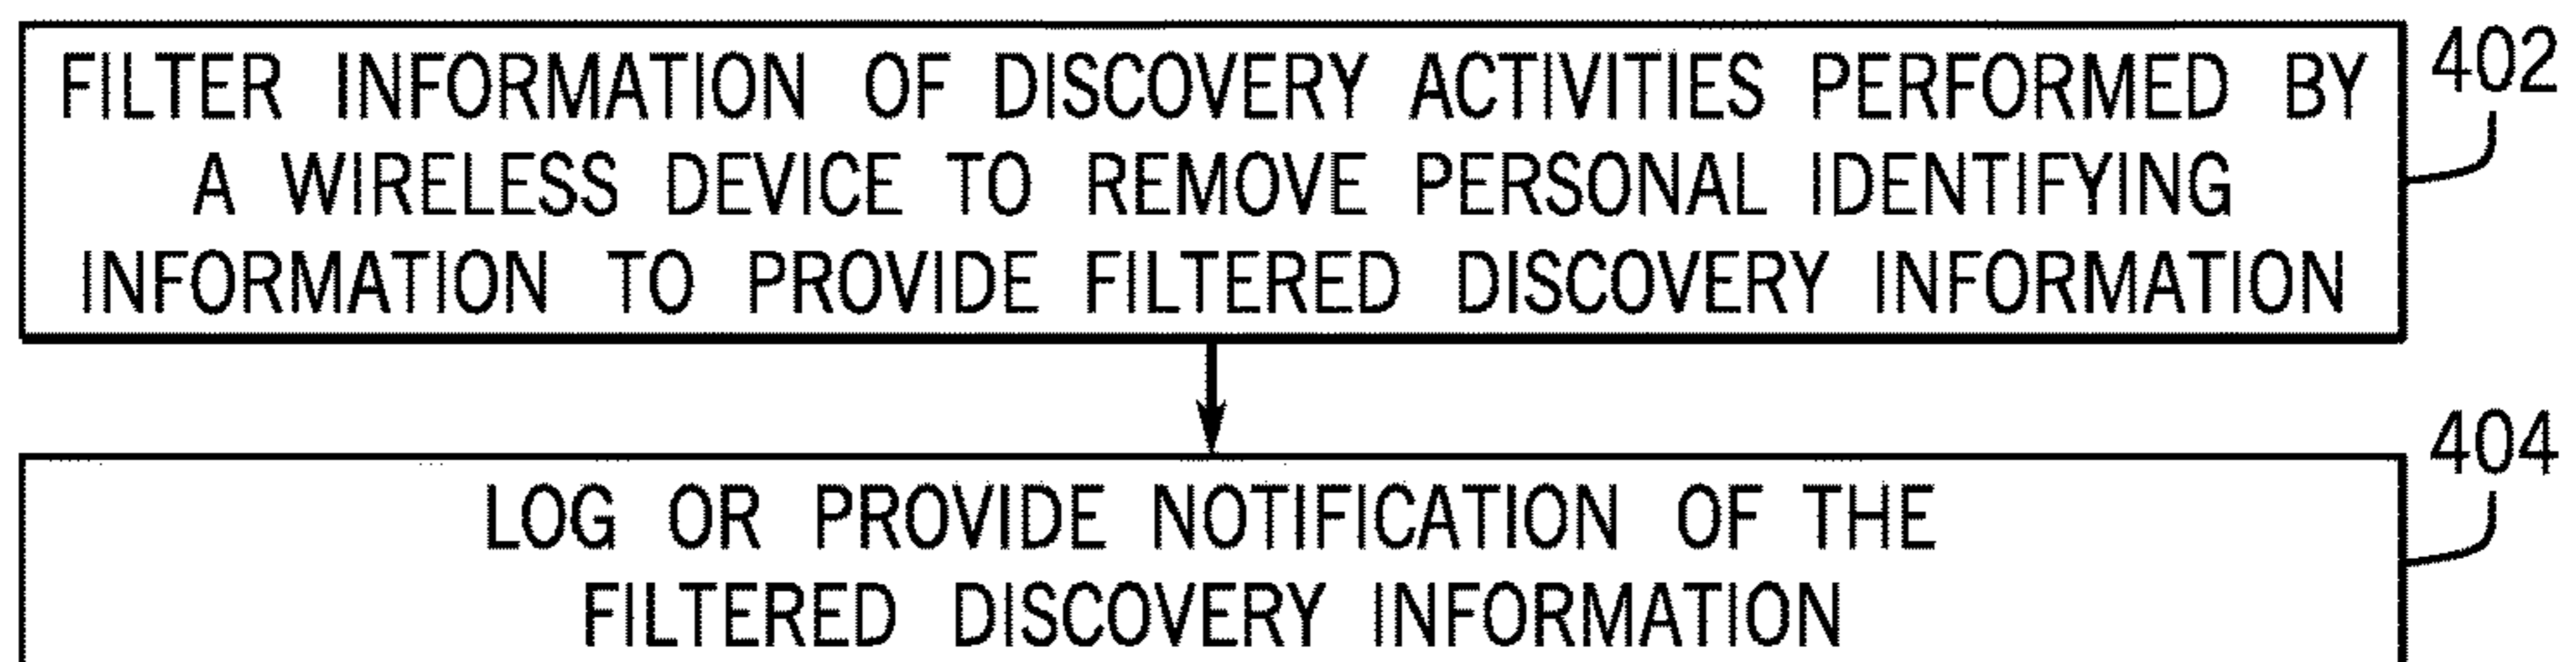 FILTER INFORMATION OF DISCOVERY ACTIVITIES PERFORMED BY
A WIRELESS DEVICE TO REMOVE PERSONAL IDENTIFYING
INFORMATION TO PROVIDE FILTERED DISCOVERY INFORMATION
402
LOG OR PROVIDE NOTIFICATION OF THE
FILTERED DISCOVERY INFORMATION
404